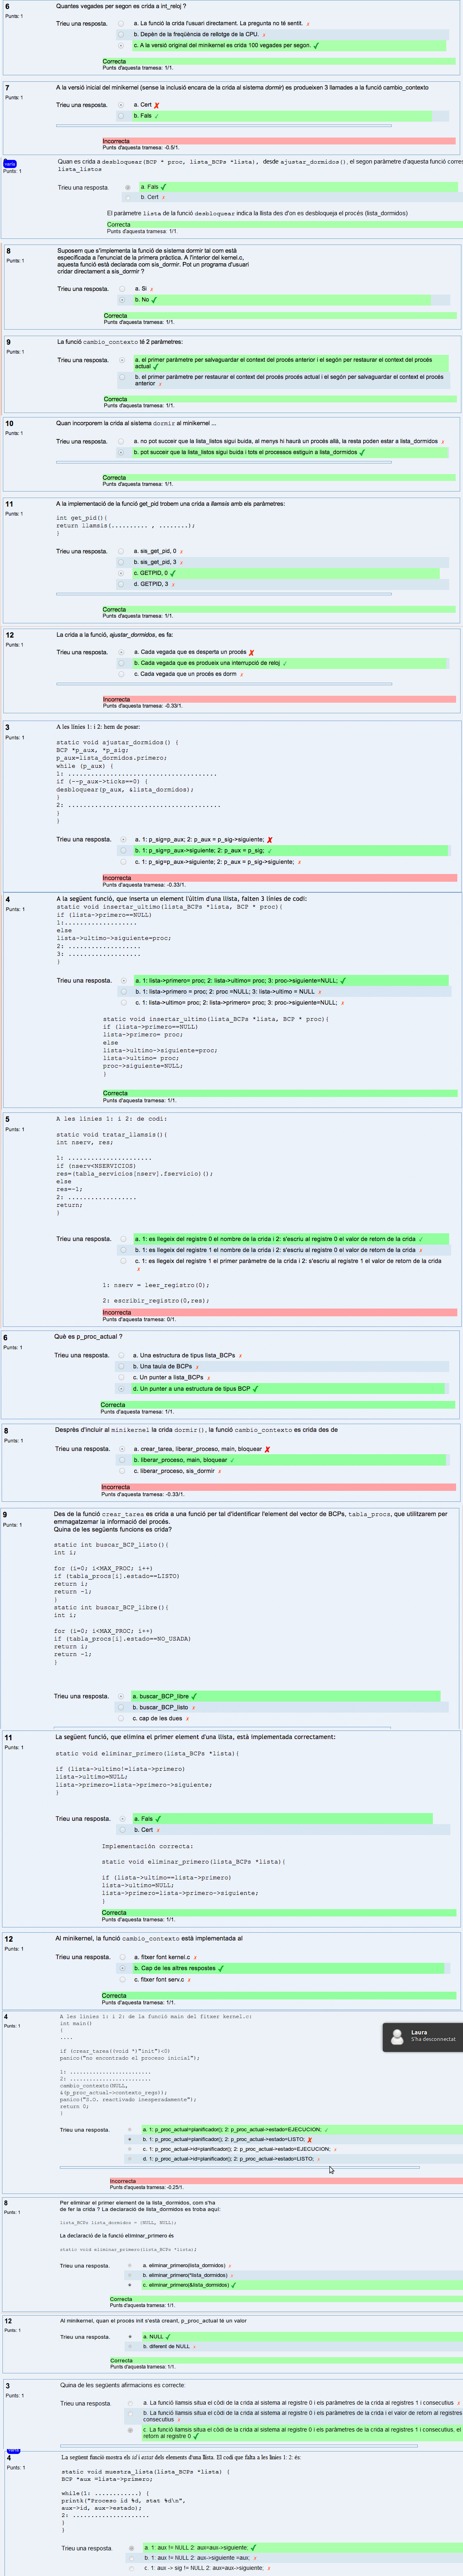 6
Punts: 1
Quantes vegades per segon es crida a int_reloj ?
Trieu una resposta.
a. La funció la crida l'usuari directament. La pregunta no té sentit.
b. Depèn de la freqüència de rellotge de la CPU.
c. A la versió original del minikernel es crida 100 vegades per segon.
Correcta
Punts d'aquesta tramesa: 1/1.
7
Punts: 1
A la versió inicial del minikernel (sense la inclusió encara de la crida al sistema dormir) es produeixen 3 llamades a la funció cambio_contexto
Trieu una resposta.
a. Cert
b. Fals
Incorrecta
Punts d'aquesta tramesa: -0.5/1.
Punts: 1
Quan es crida a desbloquear(BCP * proc, lista_BCPs *lista), desde ajustar_dormidos(), el segon paràmetre d'aquesta funció corres
lista_listos
Trieu una resposta.
a. Fals
b. Cert
El paràmetre lista de la funció desbloquear indica la llista des d'on es desbloqueja el procés (lista_dormidos)
Correcta
Punts d'aquesta tramesa: 1/1.
8
Punts: 1
Suposem que s'implementa la funció de sistema dormir tal com està
especificada a l'enunciat de la primera pràctica. A l'interior del kernel.c,
aquesta funció està declarada com sis_dormir. Pot un programa d'usuari
cridar directament a sis_dormir ?
Trieu una resposta.
a. Si
b. No
Correcta
Punts d'aquesta tramesa: 1/1.
9
Punts: 1
La funció cambio_contexto té 2 paràmetres:
Trieu una resposta.
a. el primer paràmetre per salvaguardar el context del procés anterior i el segón per restaurar el context del procés
actual
b. el primer paràmetre per restaurar el context del procés procés actual i el segón per salvaguardar el context el procés
anterior
Correcta
Punts d'aquesta tramesa: 1/1.
10
Punts: 1
Quan incorporem la crida al sistema dormir al minikernel ...
Trieu una resposta.
a. no pot succeir que la lista_listos sigui buida, al menys hi haurà un procés allà, la resta poden estar a lista_dormidos
b. pot succeir que la lista_listos sigui buida i tots el processos estiguin a lista_dormidos
Correcta
Punts d'aquesta tramesa: 1/1.
11
Punts: 1
A la implementació de la funció get_pid trobem una crida a llamsis amb els paràmetres:
int get_pid(){
return llamsis(.......... , ........);
}
Trieu una resposta.
a. sis_get_pid, 0
b. sis_get_pid, 3
c. GETPID, 0
d. GETPID, 3
Correcta
Punts d'aquesta tramesa: 1/1.
12
Punts: 1
La crida a la funció, ajustar_dormidos, es fa:
Trieu una resposta.
a. Cada vegada que es desperta un procés
b. Cada vegada que es produeix una interrupció de reloj
c. Cada vegada que un procés es dorm
Incorrecta
Punts d'aquesta tramesa: -0.33/1.
3
Punts: 1
A les línies 1: i 2: hem de posar:
static void ajustar_dormidos() {
BCP *p_aux, *p_sig;
p_aux=lista_dormidos.primero;
while (p_aux) {
1: ........................................
if (--p_aux->ticks==0) {
desbloquear(p_aux, &lista_dormidos);
}
2: .........................................
}
}
Trieu una resposta.
a. 1: p_sig=p_aux; 2: p_aux = p_sig->siguiente;
b. 1: p_sig=p_aux->siguiente; 2: p_aux = p_sig;
c. 1: p_sig=p_aux->siguiente; 2: p_aux = p_sig->siguiente;
Incorrecta
Punts d'aquesta tramesa: -0.33/1.
4
Punts: 1
A la següent funció, que inserta un element l'últim d'una llista, falten 3 línies de codi:
static void insertar_ultimo(lista_BCPs *lista, BCP * proc){
if (lista->primero==NULL)
1:....................
else
lista->ultimo->siguiente=proc;
2: ....................
3: ....................
}
Trieu una resposta.
a. 1: lista->primero= proc; 2: lista->ultimo= proc; 3: proc->siguiente=NULL;
b. 1: lista->primero = proc; 2: proc =NULL; 3: lista->ultimo = NULL
c. 1: lista->ultimo= proc; 2: lista->primero= proc; 3: proc->siguiente=NULL;
static void insertar_ultimo(lista_BCPs *lista, BCP * proc){
if (lista->primero==NULL)
lista->primero= proc;
else
lista->ultimo->siguiente=proc;
lista->ultimo= proc;
proc->siguiente=NULL;
}
Correcta
Punts d'aquesta tramesa: 1/1.
5
Punts: 1
A les línies 1: i 2: de codi:
static void tratar_llamsis(){
int nserv, res;
1: .......................
if (nserv<NSERVICIOS)
res=(tabla_servicios[nserv].fservicio)();
else
res=-1;
2: ...................
return;
}
Trieu una resposta.
a. 1: es llegeix del registre 0 el nombre de la crida i 2: s'escriu al registre 0 el valor de retorn de la crida
b. 1: es llegeix del registre 1 el nombre de la crida i 2: s'escriu al registre 0 el valor de retorn de la crida
c. 1: es llegeix del registre 1 el primer paràmetre de la crida i 2: s'escriu al registre 1 el valor de retorn de la crida
1: nserv = leer_registro(0);
2: escribir_registro(0,res);
Incorrecta
Punts d'aquesta tramesa: 0/1.
6
Punts: 1
Què es p_proc_actual ?
Trieu una resposta.
a. Una estructura de tipus lista_BCPs
b. Una taula de BCPs
c. Un punter a lista_BCPs
d. Un punter a una estructura de tipus BCP
Correcta
Punts d'aquesta tramesa: 1/1.
8
Punts: 1
Després d'incluir al minikernel la crida dormir(), la funció cambio_contexto es crida des de
Trieu una resposta.
a. crear_tarea, liberar_proceso, main, bloquear
b. liberar_proceso, main, bloquear
c. liberar_proceso, sis_dormir
Incorrecta
Punts d'aquesta tramesa: -0.33/1.
9
Punts: 1
Des de la funció crear_tarea es crida a una funció per tal d'identificar l'element del vector de BCPs, tabla_procs, que utilitzarem per
emmagatzemar la informació del procés.
Quina de les següents funcions es crida?
static int buscar_BCP_listo(){
int i;
for (i=0; i<MAX_PROC; i++)
if (tabla_procs[i].estado==LISTO)
return i;
return -1;
}
static int buscar_BCP_libre(){
int i;
for (i=0; i<MAX_PROC; i++)
if (tabla_procs[i].estado==NO_USADA)
return i;
return -1;
}
Trieu una resposta.
a. buscar_BCP_libre
b. buscar_BCP_listo
c. cap de les dues
11
Punts: 1
La següent funció, que elimina el primer element d'una llista, està implementada correctament:
static void eliminar_primero(lista_BCPs *lista){
if (lista->ultimo!=lista->primero)
lista->ultimo=NULL;
lista->primero=lista->primero->siguiente;
}
Trieu una resposta.
a. Fals
b. Cert
Implementación correcta:
static void eliminar_primero(lista_BCPs *lista){
if (lista->ultimo==lista->primero)
lista->ultimo=NULL;
lista->primero=lista->primero->siguiente;
}
Correcta
Punts d'aquesta tramesa: 1/1.
12
Punts: 1
Al minikernel, la funció cambio_contexto està implementada al
Trieu una resposta.
a. fitxer font kernel.c
b. Cap de les altres respostes
c. fitxer font serv.c
Correcta
Punts d'aquesta tramesa: 1/1.
4
Punts: 1
A les línies 1: i 2: de la funció main del fitxer kernel.c:
int main()
{
....
if (crear_tarea((void *)"init")<0)
panico("no encontrado el proceso inicial");
1: .........................
2: .........................
cambio_contexto(NULL,
&(p_proc_actual->contexto_regs));
panico("S.O. reactivado inesperadamente");
return 0;
}
Laura
S'ha desconnectat
Trieu una resposta.
a. 1: p_proc_actual=planificador(); 2: p_proc_actual->estado=EJECUCION;
b. 1: p_proc_actual=planificador(); 2: p_proc_actual->estado=LISTO;
c. 1: p_proc_actual->id=planificador(); 2: p_proc_actual->estado=EJECUCION;
d. 1: p_proc_actual->id=planificador(); 2: p_proc_actual->estado=LISTO;
Incorrecta
Punts d'aquesta tramesa: -0.25/1.
8
Punts: 1
Per eliminar el primer element de la lista_dormidos, com s'ha
de fer la crida ? La declaració de lista_dormidos es troba aquí:
lista_BCPs lista_dormidos = {NULL, NULL};
La declaració de la funció eliminar_primero és
static void eliminar_primero(lista_BCPs *lista);
Trieu una resposta.
a. eliminar_primero(lista_dormidos)
b. eliminar_primero(*lista_dormidos)
c. eliminar_primero(&lista_dormidos)
Correcta
Punts d'aquesta tramesa: 1/1.
12
Punts: 1
Al minikernel, quan el procés init s'està creant, p_proc_actual té un valor
Trieu una resposta.
a. NULL
b. diferent de NULL
Correcta
Punts d'aquesta tramesa: 1/1.
3
Punts: 1
Quina de les següents afirmacions es correcte:
Trieu una resposta
a. La funció llamsis situa el còdi de la crida al sistema al registre 0 i els paràmetres de la crida al registres 1 i consecutius
b. La funció llamsis situa el còdi de la crida al sistema al registre 0 i els paràmetres de la crida i el valor de retorn al registres
consecutius
c. La funció llamsis situa el còdi de la crida al sistema al registre 0 i els paràmetres de la crida al registres 1 i consecutius, el
retorn al registre 0
4
Punts: 1
La següent funció mostra els id i estat dels elements d'una llista. El codi que falta a les línies 1: 2: és:
static void muestra_lista(lista_BCPs *lista) {
BCP *aux =lista->primero;
while(1: ............) {
printk("Proceso id %d, stat %d\n",
aux->id, aux->estado);
2: ......................
}
}
Trieu una resposta.
a. 1: aux != NULL 2: aux=aux->siguiente;
b. 1: aux != NULL 2: aux->siguiente =aux;
c. 1: aux -> sig != NULL 2: aux=aux->siguiente;